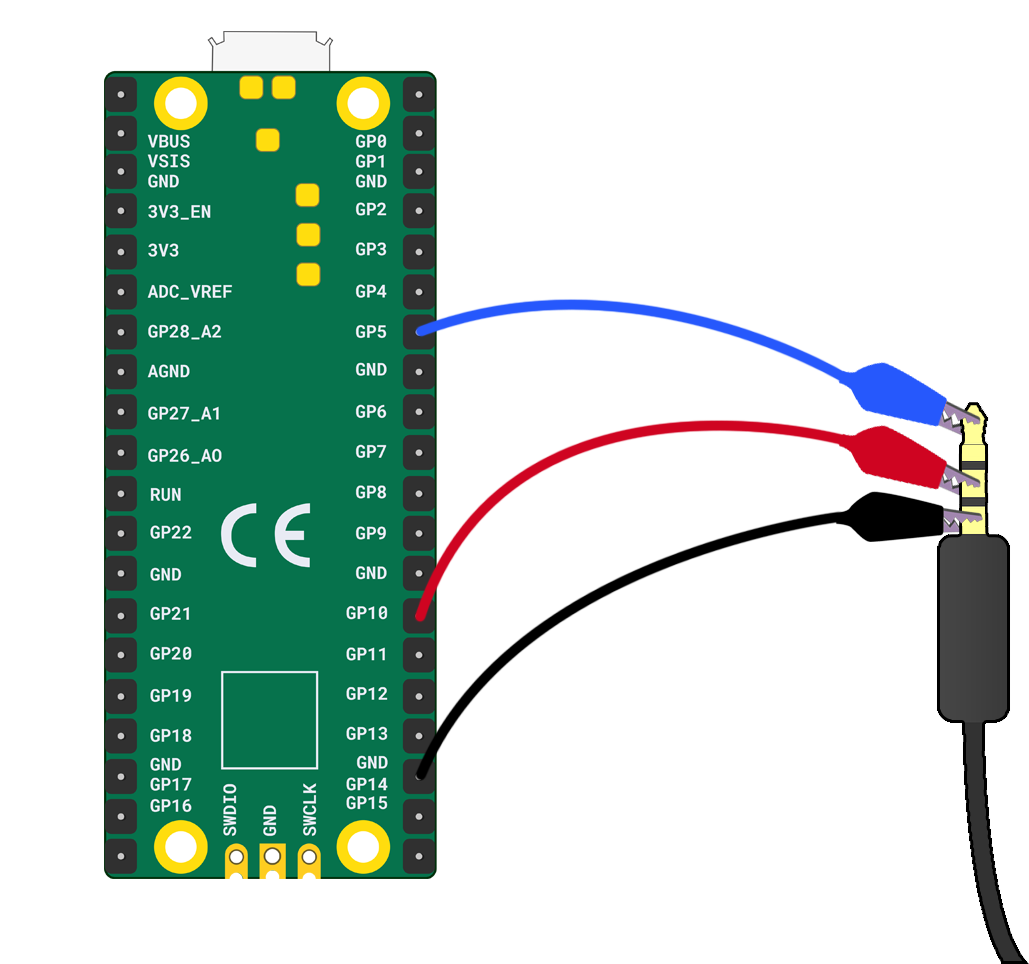 VBUS GP0
VSIS GP1
GND GND
3V3_EN GP2
3V3 GP3
ADC_VREF GP4
GP28_A2 GP5
AGND GND
GP27_A1 GP6
GP26_AO GP7
RUN GP8
GP22 GP9
GND GND
GP21 GP10
GP20 GP11
GP19 GP12
GP18 GP13
GND GND
GP17 GP14
GP16 GP15
SWDIO GND SWCLK
CE